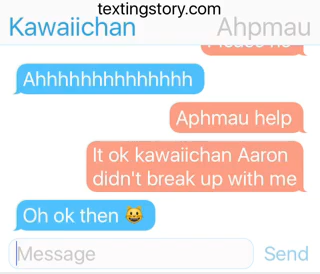 textingstory.com
Kawaiichan Ahpmau
Ahhhhhhhhhhhhhh
Aphmau help
It ok kawaiichan Aaron
didn't break up with me
Oh ok then 😺
Message Send